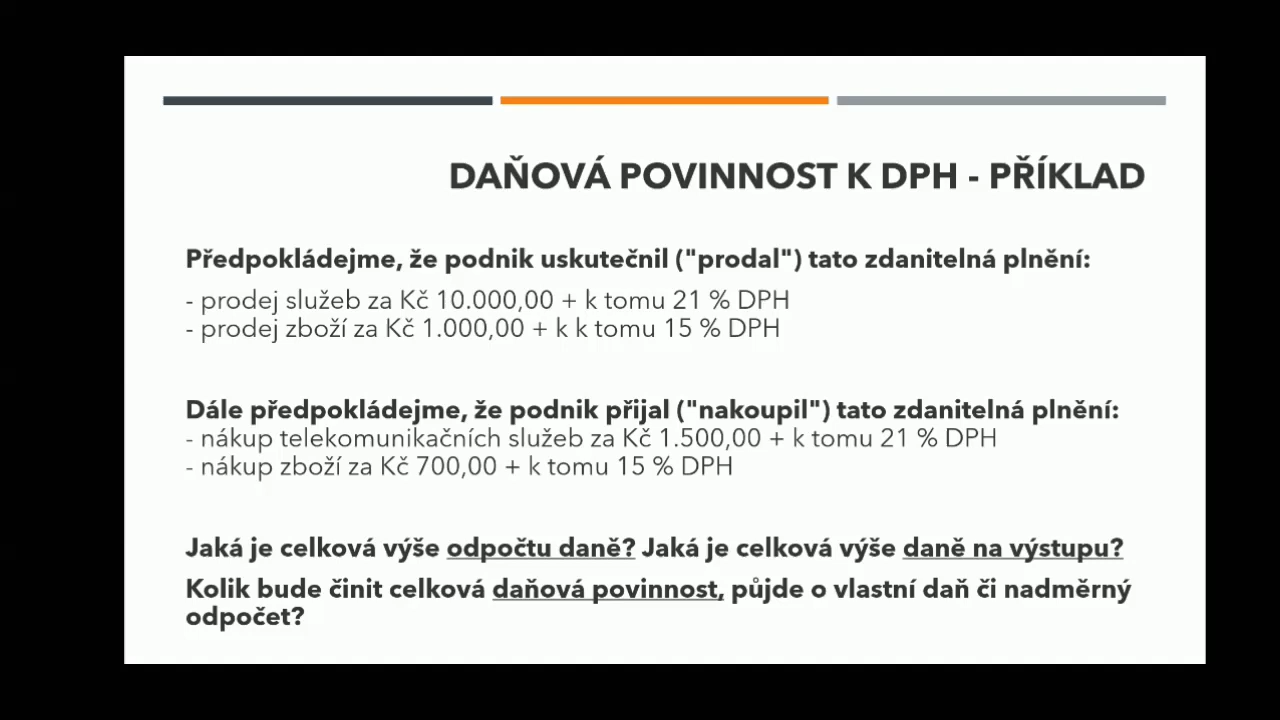 DAŇOVÁ POVINNOST K DPH - PŘÍKLAD
Předpokládejme, že podnik uskutečnil ("prodal") tato zdanitelná plnění:
- prodej služeb za Kč 10.000,00 + k tomu 21 % DPH
- prodej zboží za Kč 1.000,00 + k k tomu 15 % DPH
Dále předpokládejme, že podnik přijal ("nakoupil") tato zdanitelná plnění:
- nákup telekomunikačních služeb za Kč 1.500,00 + k tomu 21 % DPH
- nákup zboží za Kč 700,00 + k tomu 15 % DPH
Jaká je celková výše odpočtu daně? Jaká je celková výše daně na výstupu?
Kolik bude činit celková daňová povinnost, půjde o vlastní daň či nadměrný
odpočet?